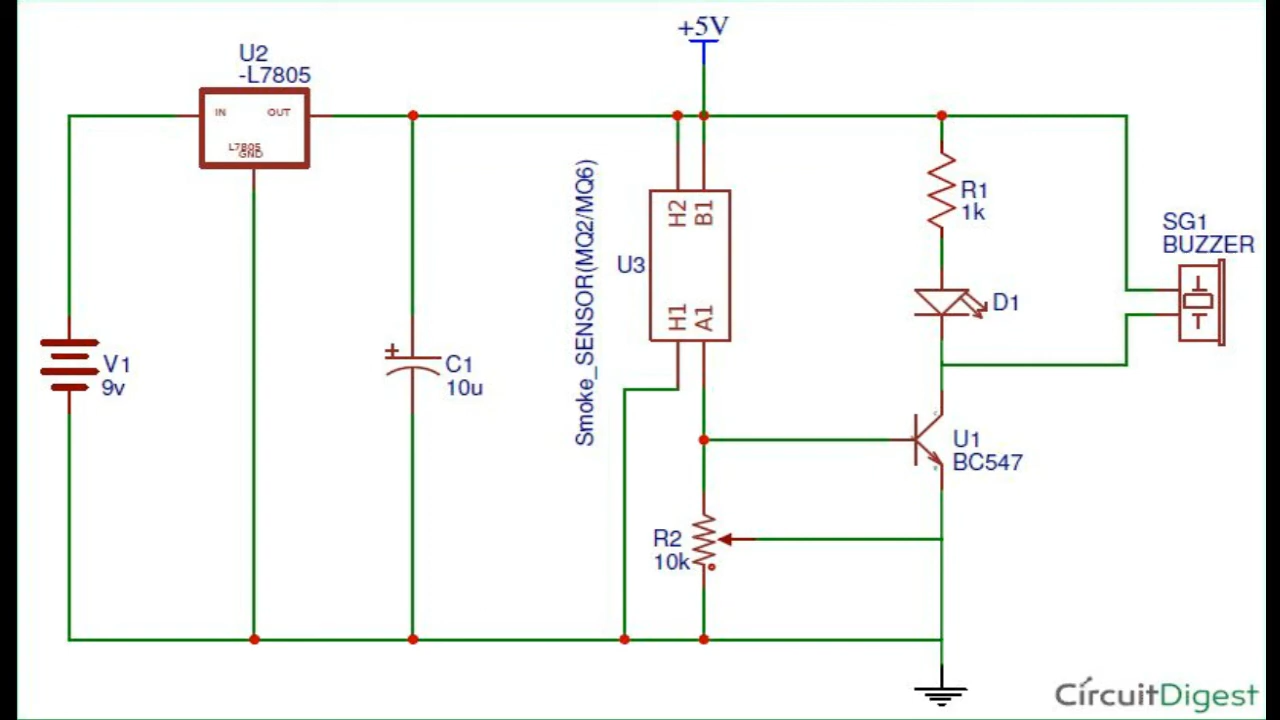 +5V
U2
-L7805
IN
OUT
L7805
GND
V1
9v
C1
10u
Smoke_SENSOR(MQ2/MQ6)
U3
H2
B1
H1
A1
R1
1k
D1
SG1
BUZZER
U1
BC547
R2
10k
CircuitDigest